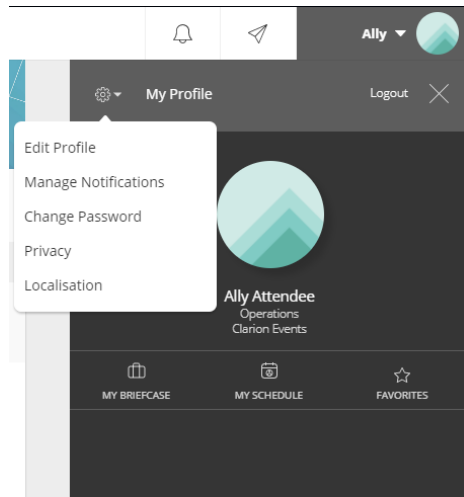 Ally
My Profile
Logout
Edit Profile
Manage Notifications
Change Password
Privacy
Localisation
Ally Attendee
Operations
Clarion Events
MY BRIEFCASE
MY SCHEDULE
FAVORITES